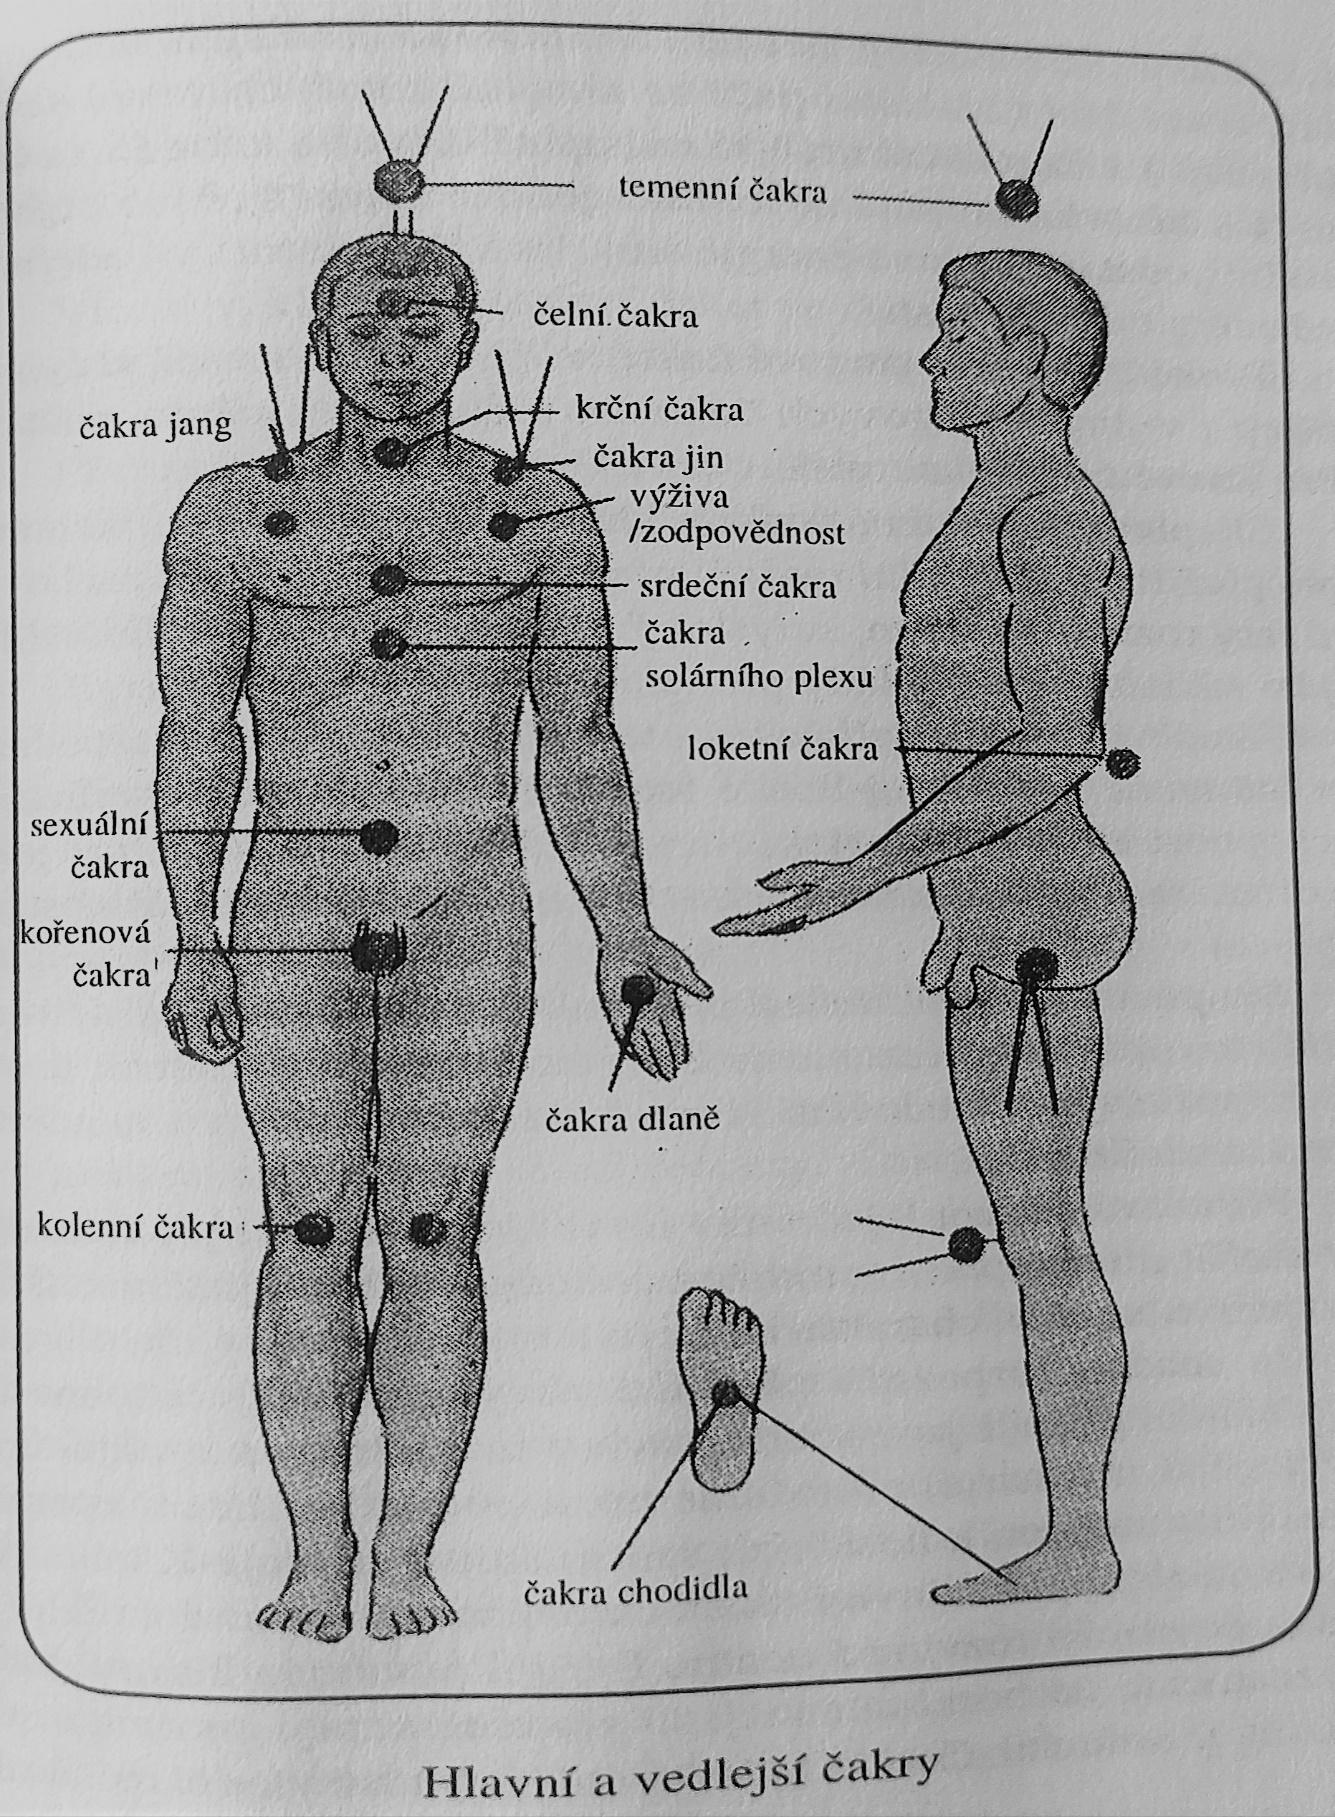 temenní čakra
čelní čakra
krční čakra
čakra jang
čakra jin
výživa
/zodpovědnost
srdeční čakra
čakra
solárního plexu
loketní čakra
sexuální
čakra
kořenová
čakra
čakra dlaně
kolenní čakra
čakra chodidla
Hlavní a vedlejší čakry